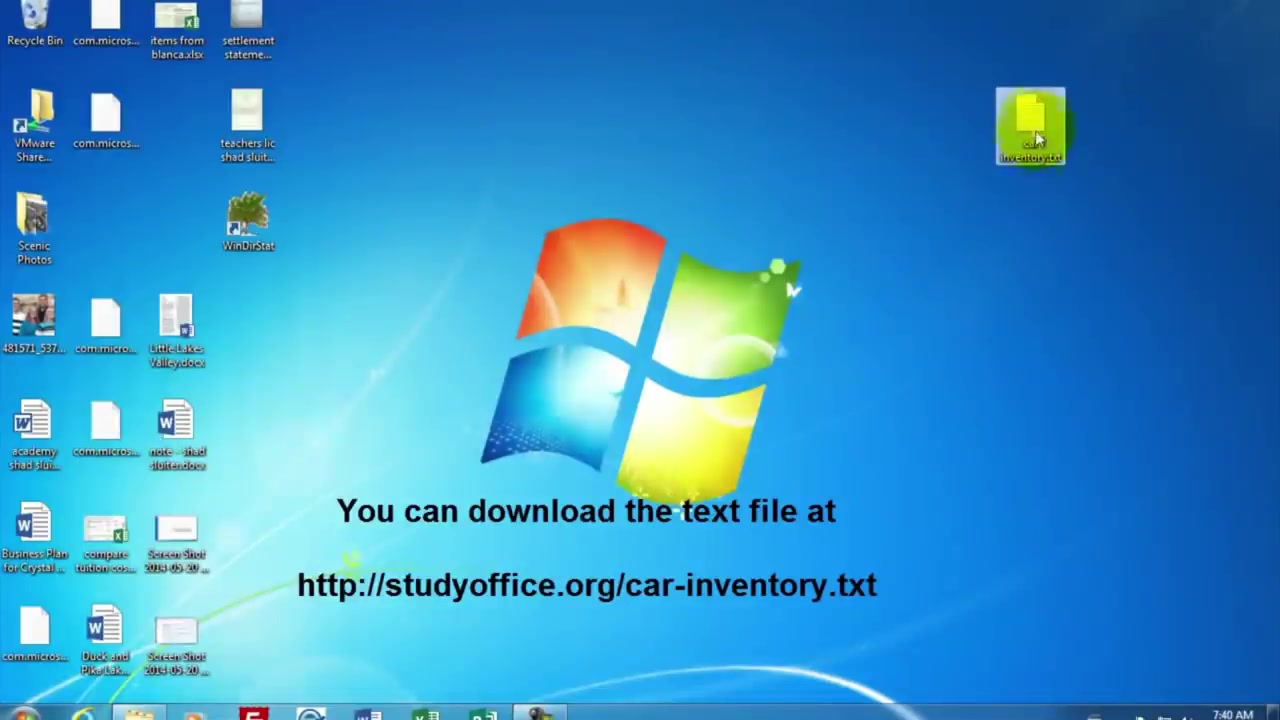 Recycle Bin
com.micros...
items from
blanca.xlsx
settlement
stateme...
VMware
Share...
com.micros...
teachers lic
shad sluit...
car
inventory.txt
Scenic
Photos
WinDirStat
481571_537...
com.micro...
Little Lakes
Valley.docx
academy
shad slui...
com.micros...
note - shad
sluiter.docx
You can download the text file at
Business Plan
for Crystal ...
compare
tuition cos...
Screen Shot
2014-05-20 ...
http://studyoffice.org/car-inventory.txt
com.micros...
Duck and
Pike Lak...
Screen Shot
2014-05-20 ...
7:40 AM